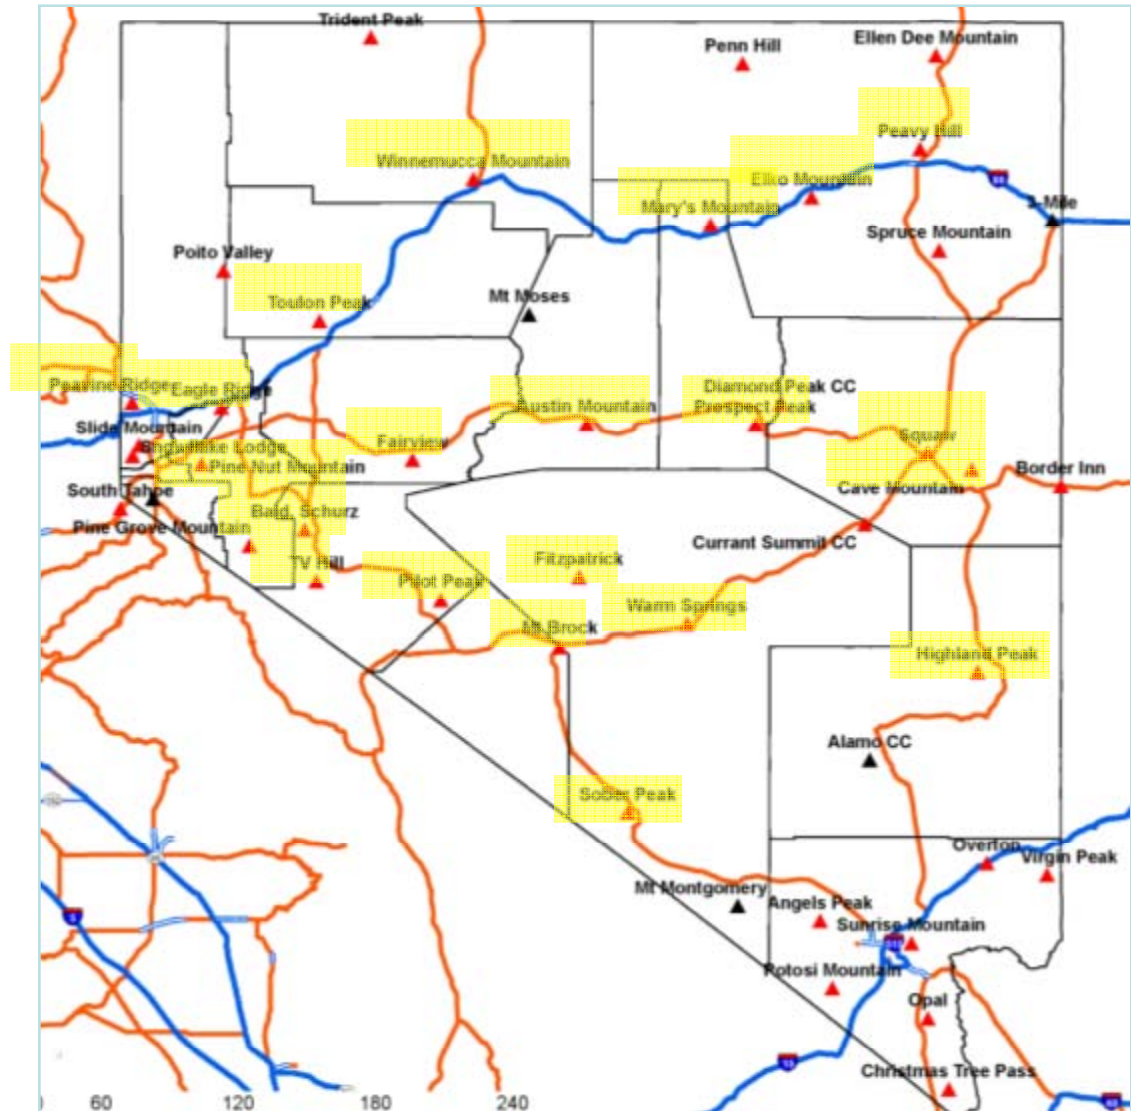 Trident Peak
Penn Hill
Ellen Dee Mountain
Peavy Hill
Winnemucca Mountain
Elko Mountain
80
Mary's Mountain
3-Mile
Spruce Mountain
Poito Valley
Toulon Peak
Mt Moses
Peavine Ridge
Eagle Ridge
Diamond Peak CC
Austin Mountain
Prospect Peak
Slide Mountain
Fairview
Squaw
Lodge
Pine Nut Mountain
Border Inn
South Tahoe
Cave Mountain
Bald, Schurz
Pine Grove Mountain
Currant Summit CC
TV Hill
Fitzpatrick
Pilot Peak
Warm Springs
Mt Brock
Highland Peak
Alamo CC
Sober Peak
Overton
Virgin Peak
Mt Montgomery
Angels Peak
5
Sunrise Mountain
Potosi Mountain
Opal
15
Christmas Tree Pass
60
120
180
240